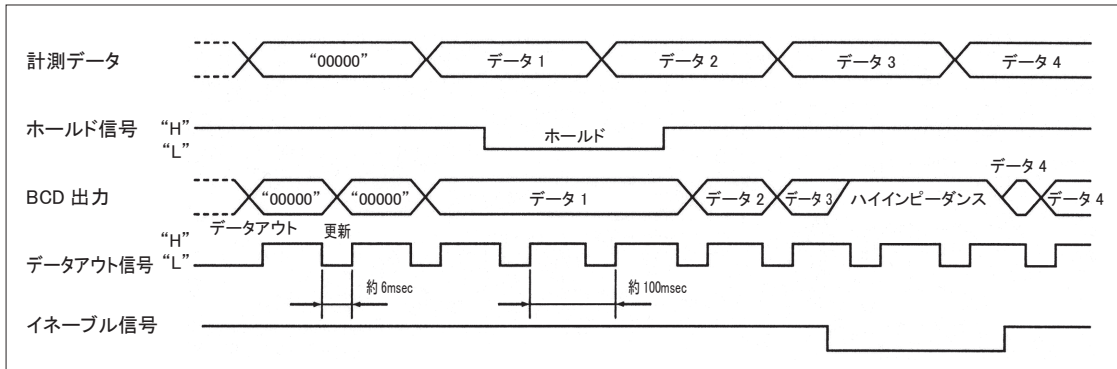 計測データ “00000” データ 1 データ 2 データ 3 データ 4
ホールド信号 “H” “L” ホールド
データ 4
BCD 出力 “00000” “00000” データ 1 データ 2 データ 3 ハイインピーダンス データ 4
データアウト 更新
データアウト信号 “H” “L”
約 6msec 約 100msec
イネーブル信号